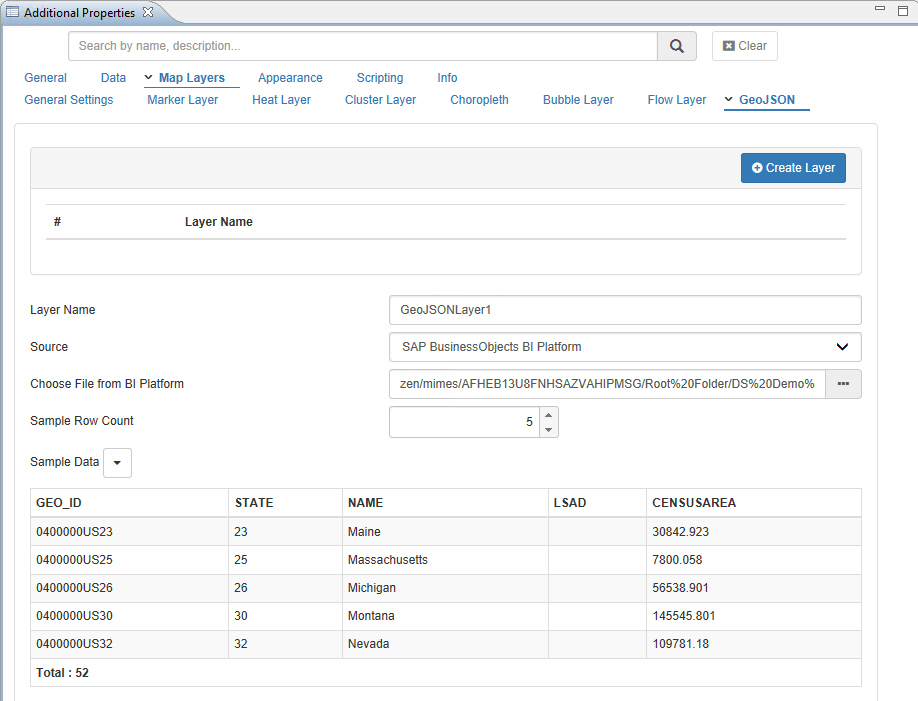 Additional Properties
Search by name, description...
Clear
General Data Map Layers Appearance Scripting Info
General Settings Marker Layer Heat Layer Cluster Layer Choropleth Bubble Layer Flow Layer GeoJSON
Create Layer
# Layer Name
Layer Name GeoJSONLayer1
Source SAP BusinessObjects BI Platform
Choose File from BI Platform zen/mimes/AFHEB13U8FNHSAZVAHIPMSG/Root%20Folder/DS%20Demo% ...
Sample Row Count 5
Sample Data
GEO_ID STATE NAME LSAD CENSUSAREA
0400000US23 23 Maine 30842.923
0400000US25 25 Massachusetts 7800.058
0400000US26 26 Michigan 56538.901
0400000US30 30 Montana 145545.801
0400000US32 32 Nevada 109781.18
Total : 52